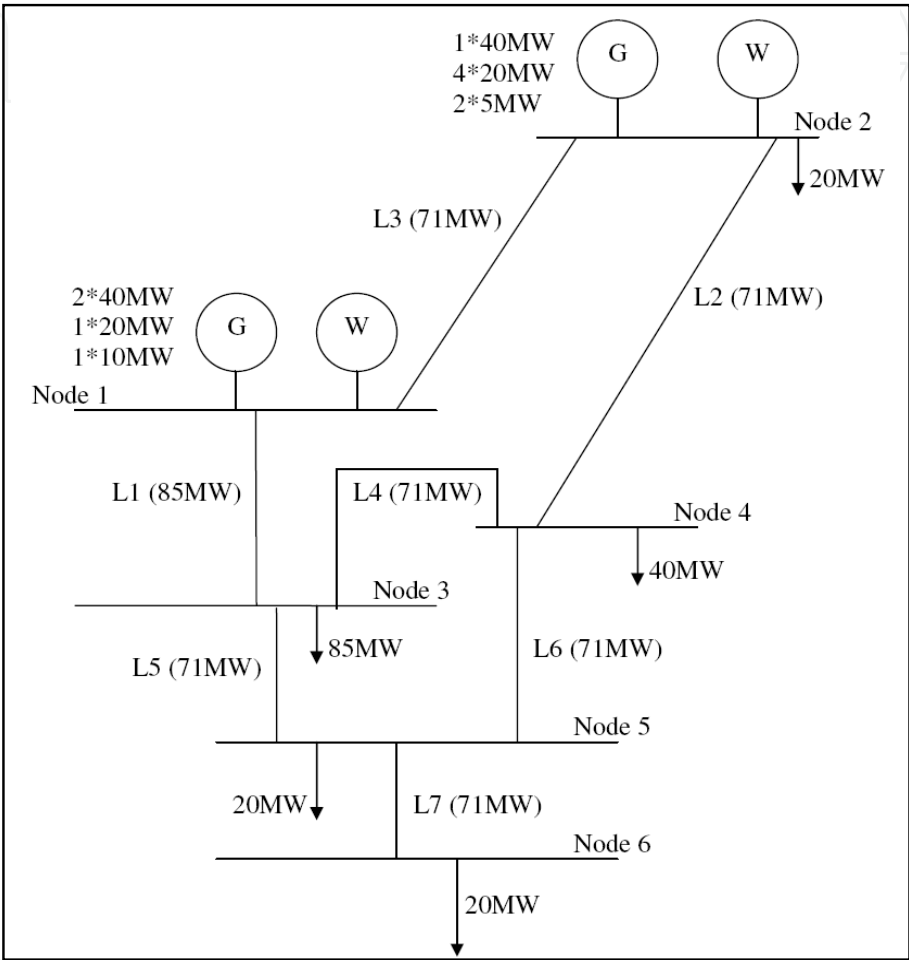 1*40MW
4*20MW
2*5MW
G
W
Node 2
20MW
L3 (71MW)
L2 (71MW)
2*40MW
1*20MW
1*10MW
G
W
Node 1
L1 (85MW)
L4 (71MW)
Node 4
40MW
Node 3
85MW
L5 (71MW)
L6 (71MW)
Node 5
20MW
L7 (71MW)
Node 6
20MW